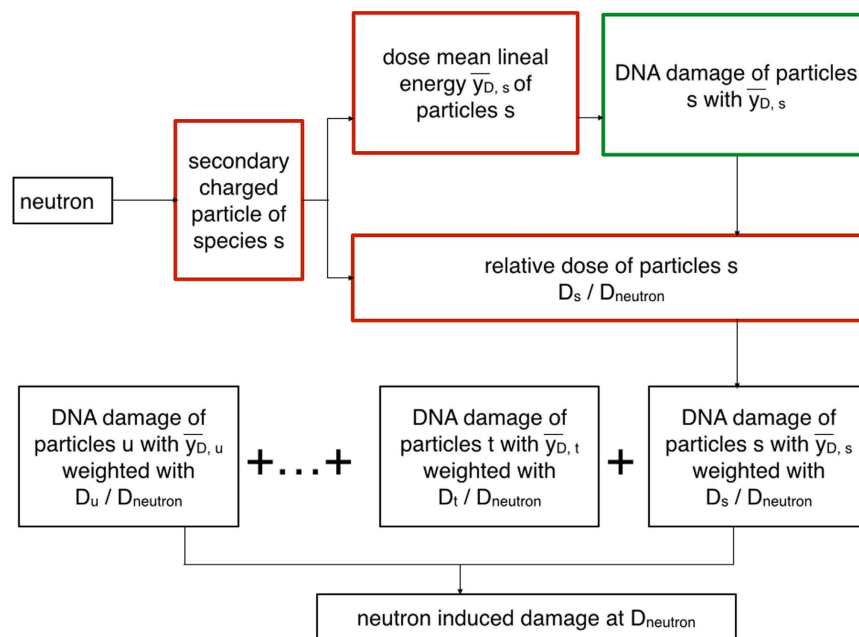 dose mean lineal
energy y̅D, s of
particles s
DNA damage of particles
s with y̅D, s
secondary
charged
particle of
species s
neutron
relative dose of particles s
Ds / Dneutron
DNA damage of
particles u with y̅D, u
weighted with
Du / Dneutron
+...+
DNA damage of
particles t with y̅D, t
weighted with
Dt / Dneutron
+
DNA damage of
particles s with y̅D, s
weighted with
Ds / Dneutron
neutron induced damage at Dneutron